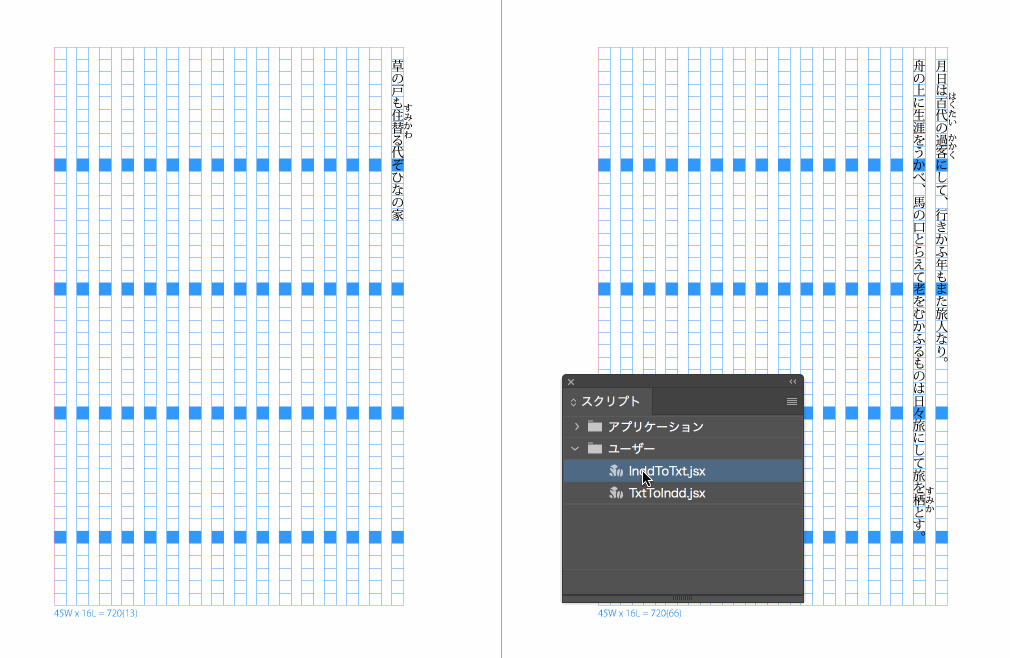 月日は百代の過客にして、行きかふ年もまた旅人なり。
はくたい かかく
舟の上に生涯をうかべ、馬の口とらえて老をむかふるものは日々旅にして旅を栖とす。
すみか
草の戸も住替る代ぞひなの家
すみかわ
45W x 16L = 720(13)
45W x 16L = 720(66)
スクリプト
アプリケーション
ユーザー
InddToTxt.jsx
TxtToIndd.jsx